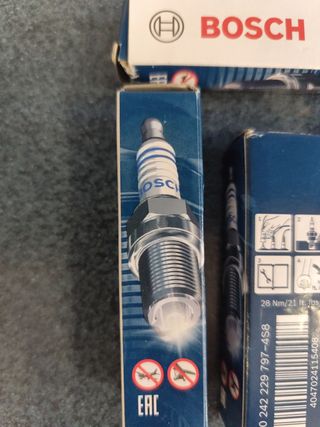 BOSCH
BOSCH
EAC
28 Nm/21 ft. lbs
0 242 229 797-4S8
4047024115408